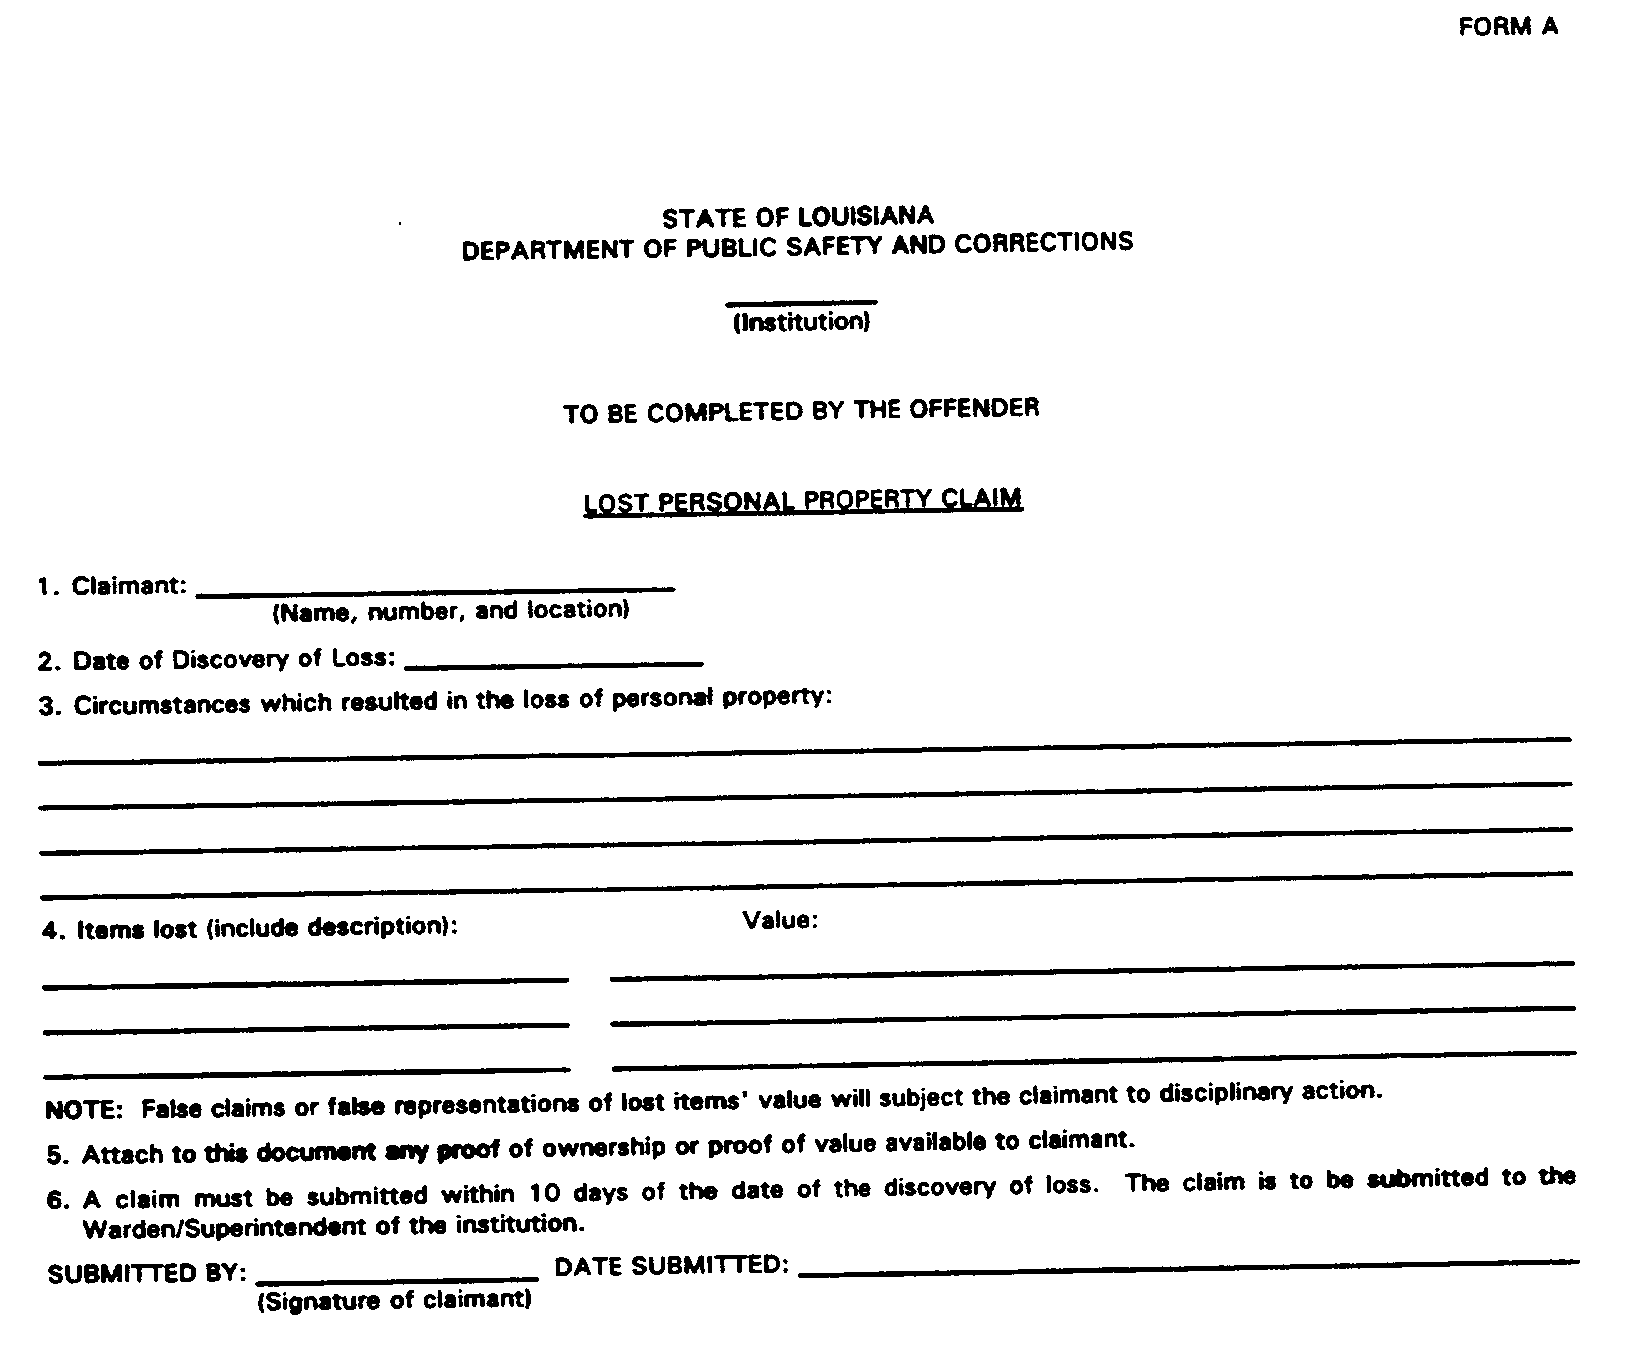 FORM A
STATE OF LOUISIANA
DEPARTMENT OF PUBLIC SAFETY AND CORRECTIONS
(Institution)
TO BE COMPLETED BY THE OFFENDER
LOST PERSONAL PROPERTY CLAIM
1. Claimant:
(Name, number, and location)
2. Date of Discovery of Loss:
3. Circumstances which resulted in the loss of personal property:
4. Items lost (include description): Value:
NOTE: False claims or false representations of lost items' value will subject the claimant to disciplinary action.
5. Attach to this document any proof of ownership or proof of value available to claimant.
6. A claim must be submitted within 10 days of the date of the discovery of loss. The claim is to be submitted to the
Warden/Superintendent of the institution.
SUBMITTED BY: DATE SUBMITTED:
(Signature of claimant)